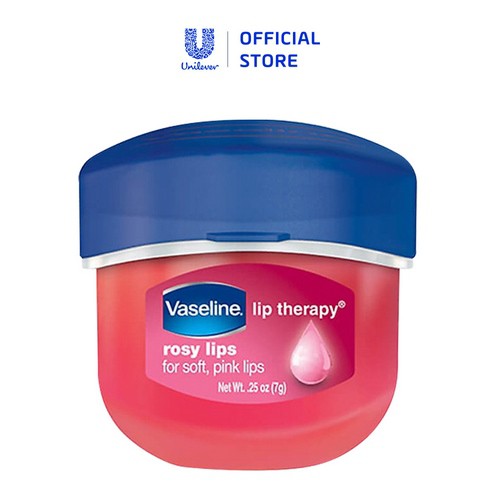 Unilever
OFFICIAL
STORE
Vaseline. lip therapy®
rosy lips
for soft, pink lips
Net Wt. .25 oz (7g)